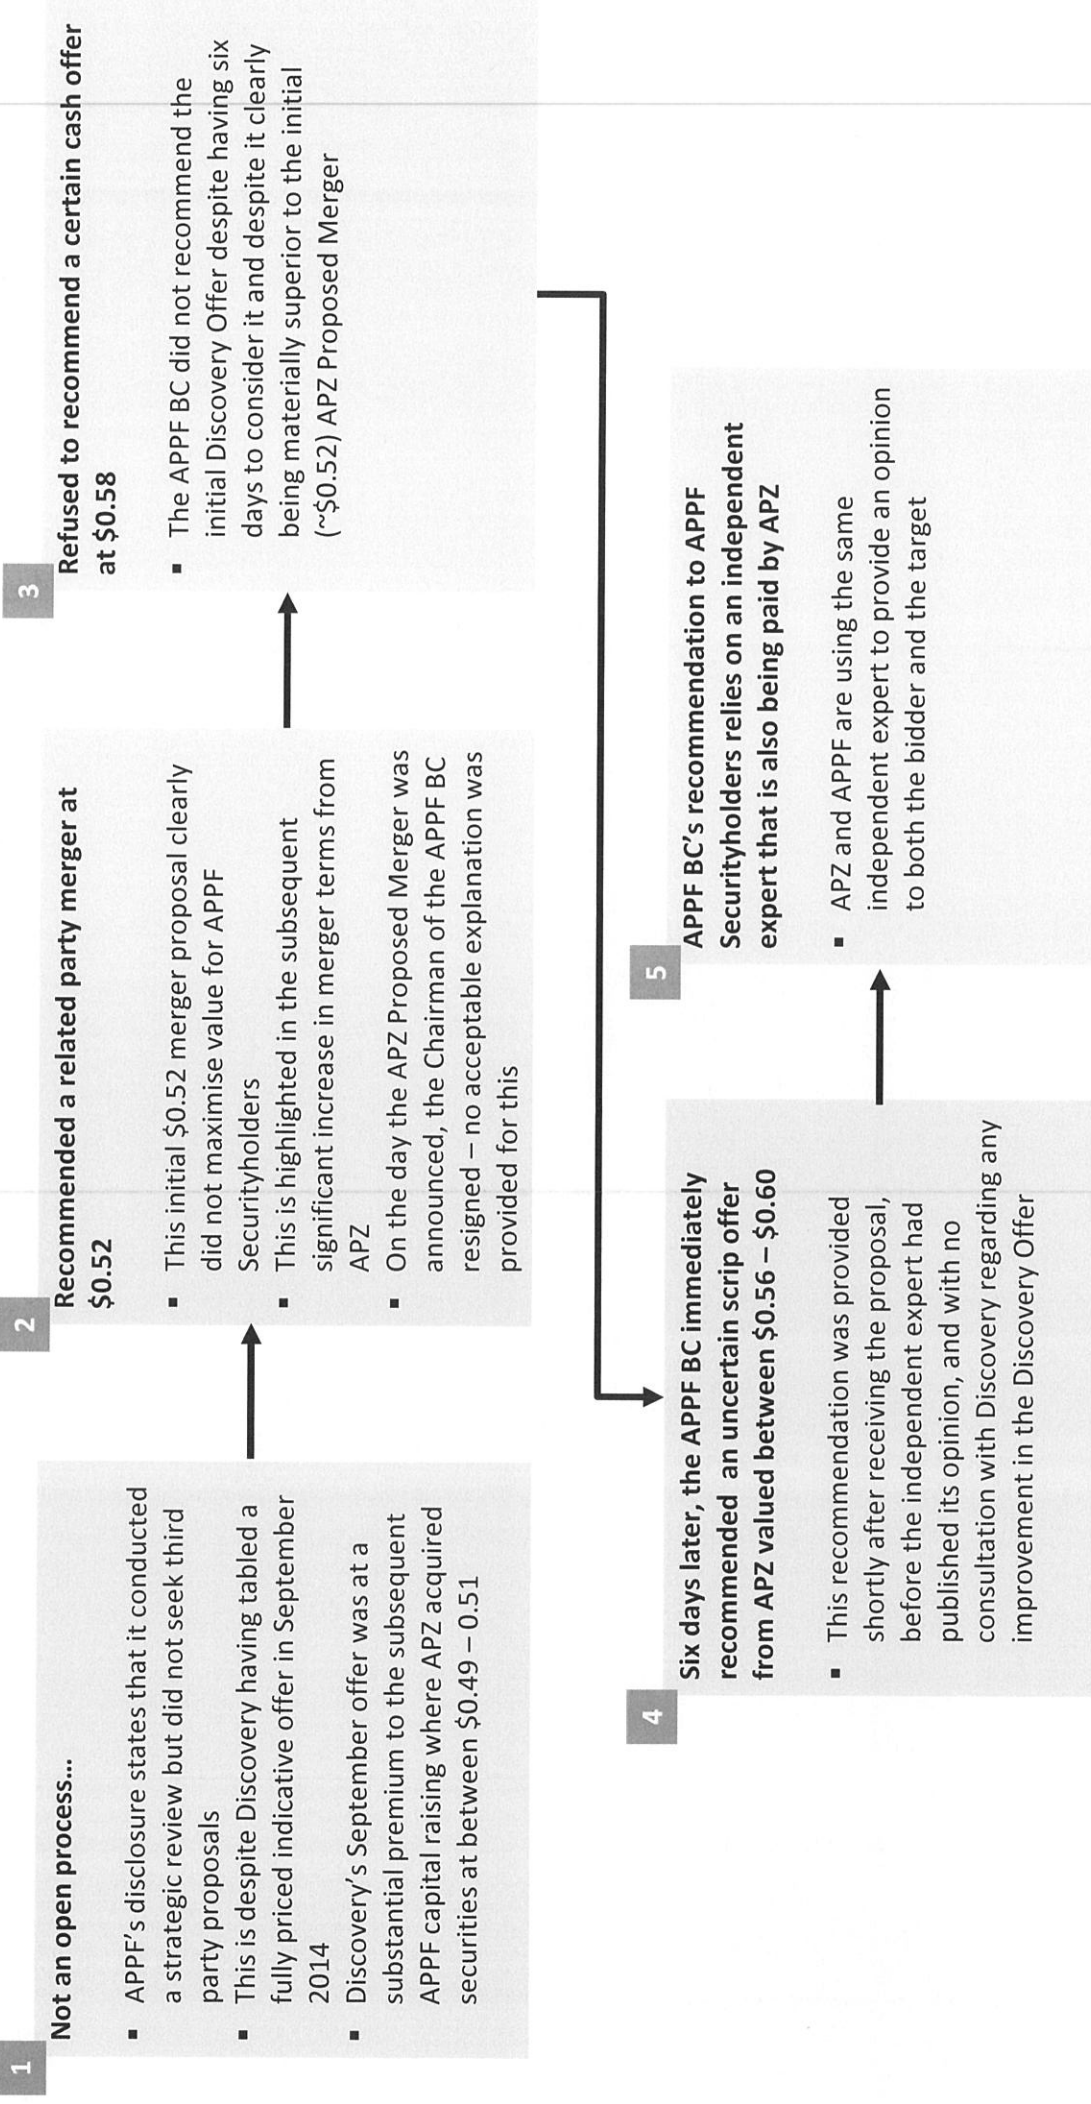 1
Not an open process...
▪ APPF's disclosure states that it conducted
a strategic review but did not seek third
party proposals
▪ This is despite Discovery having tabled a
fully priced indicative offer in September
2014
▪ Discovery's September offer was at a
substantial premium to the subsequent
APPF capital raising where APZ acquired
securities at between $0.49 – 0.51
2
Recommended a related party merger at
$0.52
▪ This initial $0.52 merger proposal clearly
did not maximise value for APPF
Securityholders
▪ This is highlighted in the subsequent
significant increase in merger terms from
APZ
▪ On the day the APZ Proposed Merger was
announced, the Chairman of the APPF BC
resigned – no acceptable explanation was
provided for this
3
Refused to recommend a certain cash offer
at $0.58
▪ The APPF BC did not recommend the
initial Discovery Offer despite having six
days to consider it and despite it clearly
being materially superior to the initial
(~$0.52) APZ Proposed Merger
4
Six days later, the APPF BC immediately
recommended an uncertain scrip offer
from APZ valued between $0.56 – $0.60
▪ This recommendation was provided
shortly after receiving the proposal,
before the independent expert had
published its opinion, and with no
consultation with Discovery regarding any
improvement in the Discovery Offer
5
APPF BC's recommendation to APPF
Securityholders relies on an independent
expert that is also being paid by APZ
▪ APZ and APPF are using the same
independent expert to provide an opinion
to both the bidder and the target